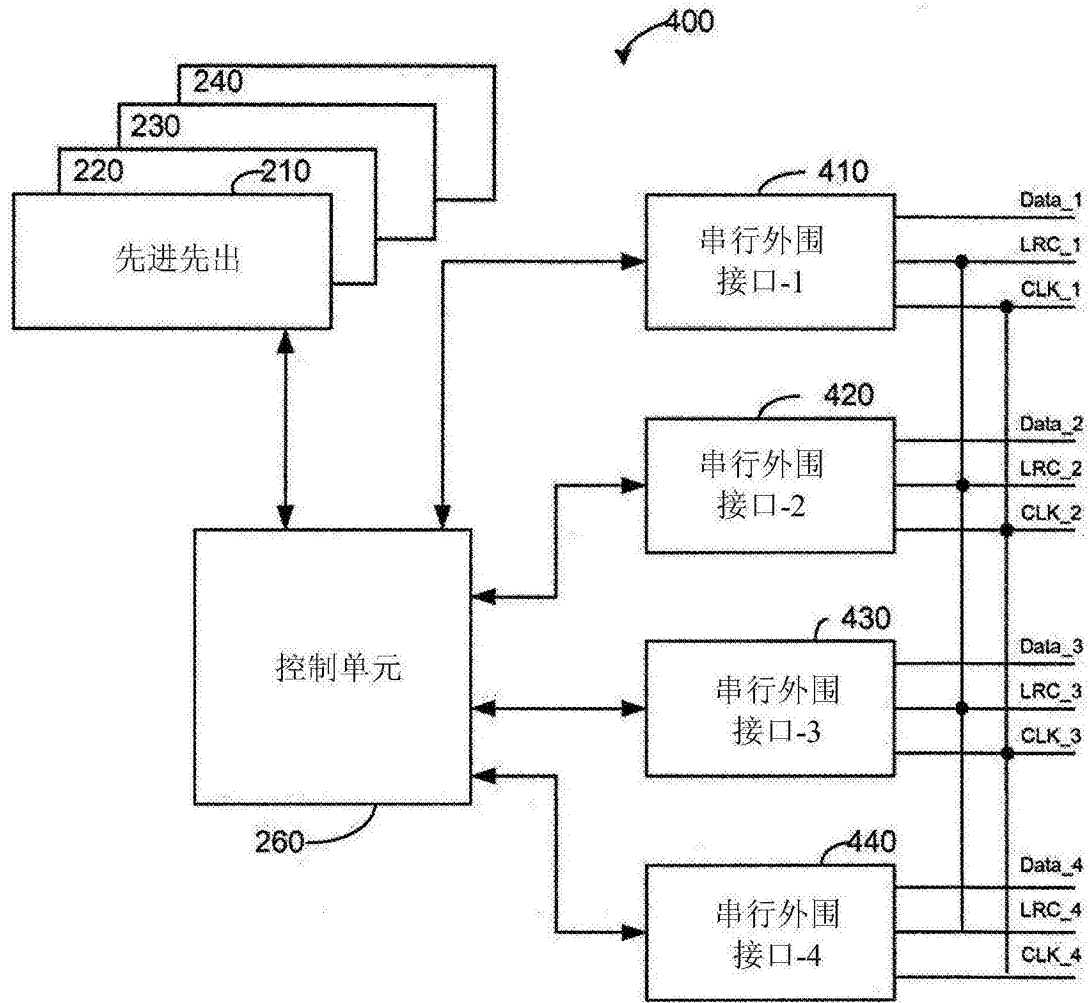 400
240
230
220
210
先进先出
410
串行外围
接口-1
Data_1
LRC_1
CLK_1
420
串行外围
接口-2
Data_2
LRC_2
CLK_2
控制单元
260
430
串行外围
接口-3
Data_3
LRC_3
CLK_3
440
串行外围
接口-4
Data_4
LRC_4
CLK_4